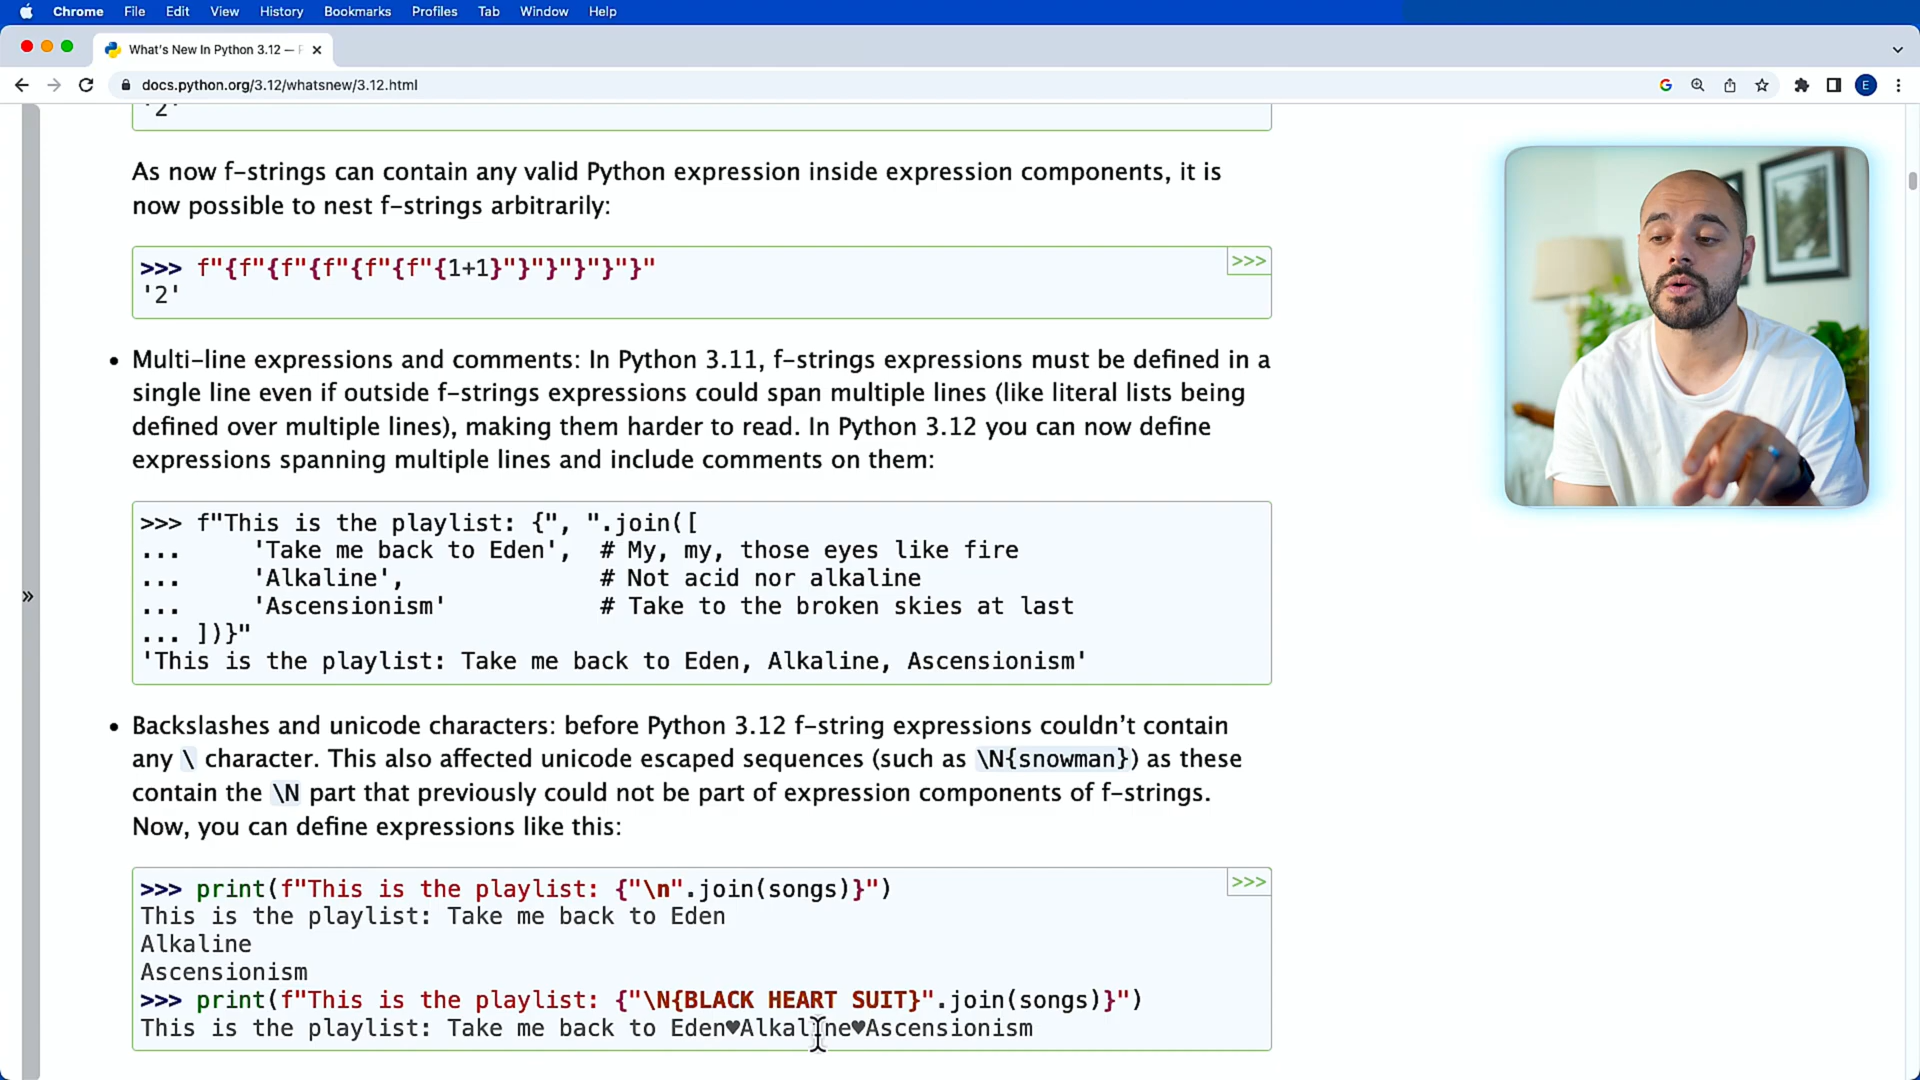 Chrome File Edit View History Bookmarks Profiles Tab Window Help
What's New In Python 3.12 —
docs.python.org/3.12/whatsnew/3.12.html
G
E
'2'
As now f-strings can contain any valid Python expression inside expression components, it is
now possible to nest f-strings arbitrarily:
>>> f"{f"{f"{f"{f"{f"{1+1}"}"}"}"}"}"
>>>
'2'
• Multi-line expressions and comments: In Python 3.11, f-strings expressions must be defined in a
single line even if outside f-strings expressions could span multiple lines (like literal lists being
defined over multiple lines), making them harder to read. In Python 3.12 you can now define
expressions spanning multiple lines and include comments on them:
>>> f"This is the playlist: {", ".join([
...     'Take me back to Eden',  # My, my, those eyes like fire
...     'Alkaline',              # Not acid nor alkaline
...     'Ascensionism'           # Take to the broken skies at last
... ])}"
'This is the playlist: Take me back to Eden, Alkaline, Ascensionism'
»
• Backslashes and unicode characters: before Python 3.12 f-string expressions couldn't contain
any \ character. This also affected unicode escaped sequences (such as \N{snowman}) as these
contain the \N part that previously could not be part of expression components of f-strings.
Now, you can define expressions like this:
>>> print(f"This is the playlist: {"\n".join(songs)}")
>>>
This is the playlist: Take me back to Eden
Alkaline
Ascensionism
>>> print(f"This is the playlist: {"\N{BLACK HEART SUIT}".join(songs)}")
This is the playlist: Take me back to Eden♥Alkaline♥Ascensionism